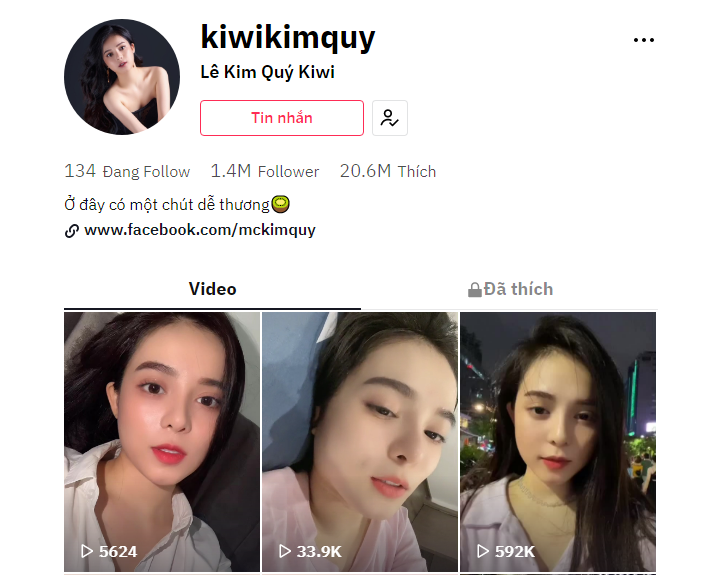 kiwikimquy
Lê Kim Quý Kiwi
Tin nhắn
134 Đang Follow 1.4M Follower 20.6M Thích
Ở đây có một chút dễ thương🥝
www.facebook.com/mckimquy
Video Đã thích
5624 33.9K 592K